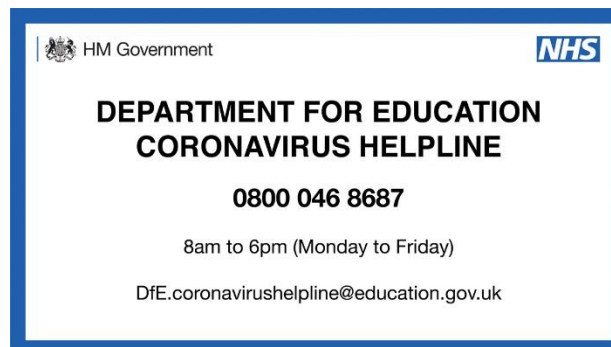 HM Government
NHS
DEPARTMENT FOR EDUCATION
CORONAVIRUS HELPLINE
0800 046 8687
8am to 6pm (Monday to Friday)
DfE.coronavirushelpline@education.gov.uk